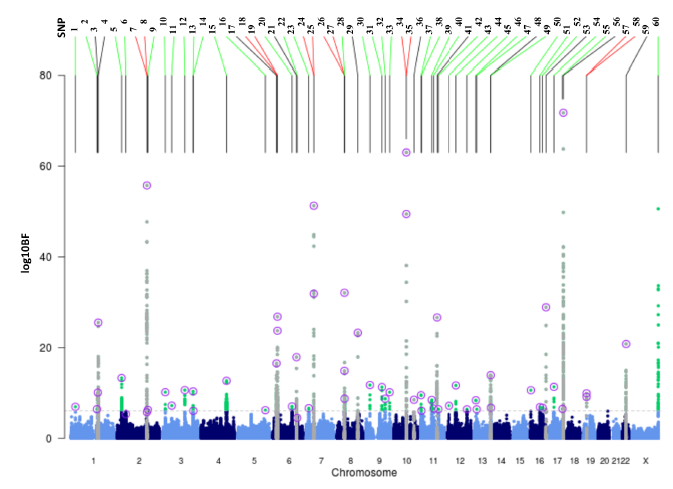 SNP 1 2 3 4 5 6 7 8 9 10 11 12 13 14 15 16 17 18 19 20 21 22 23 24 25 26 27 28 29 30 31 32 33 34 35 36 37 38 39 40 41 42 43 44 45 46 47 48 49 50 51 52 53 54 55 56 57 58 59 60
80
60
40
20
0
log10BF
1 2 3 4 5 6 7 8 9 10 11 12 13 14 15 16 17 18 19 20 2122 X
Chromosome